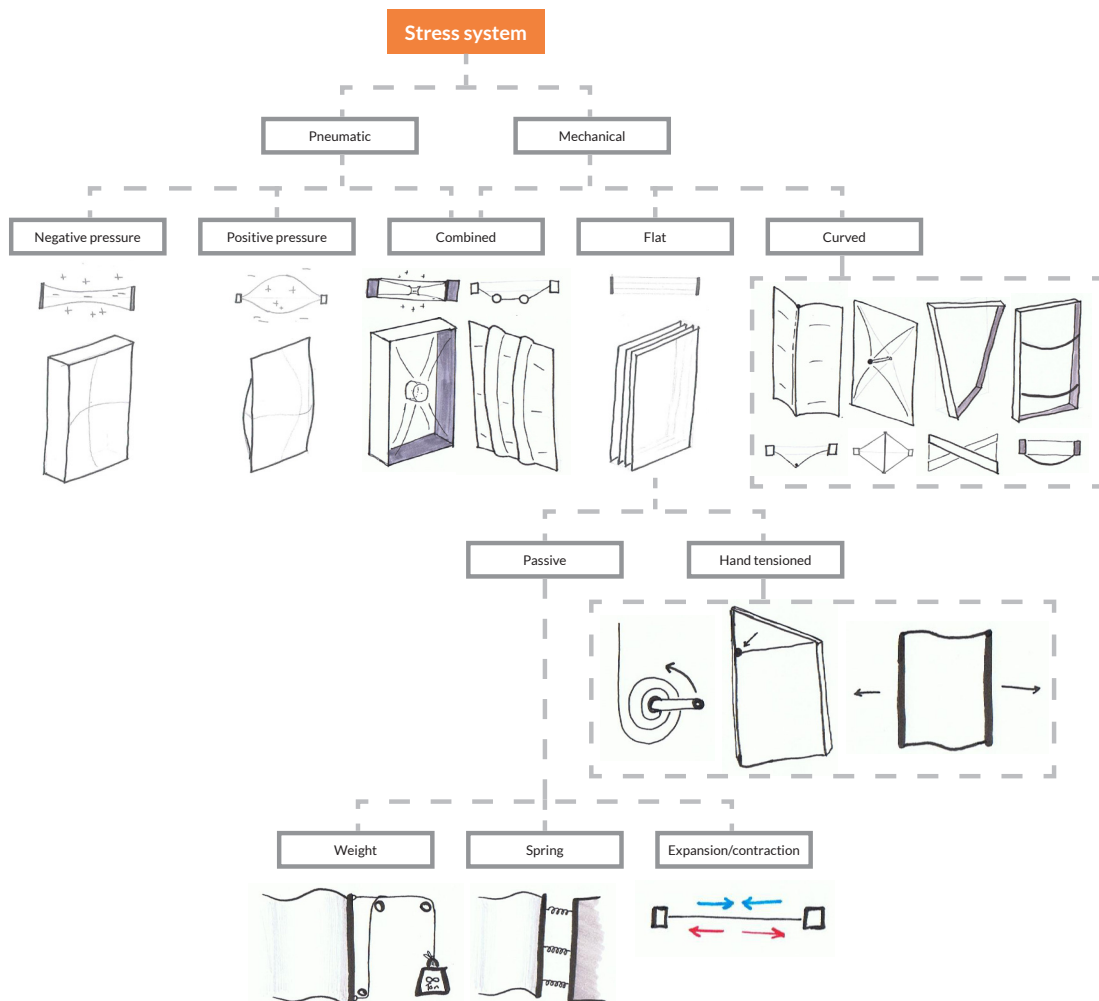 Stress system
Pneumatic
Mechanical
Negative pressure
Positive pressure
Combined
Flat
Curved
Passive
Hand tensioned
Weight
Spring
Expansion/contraction